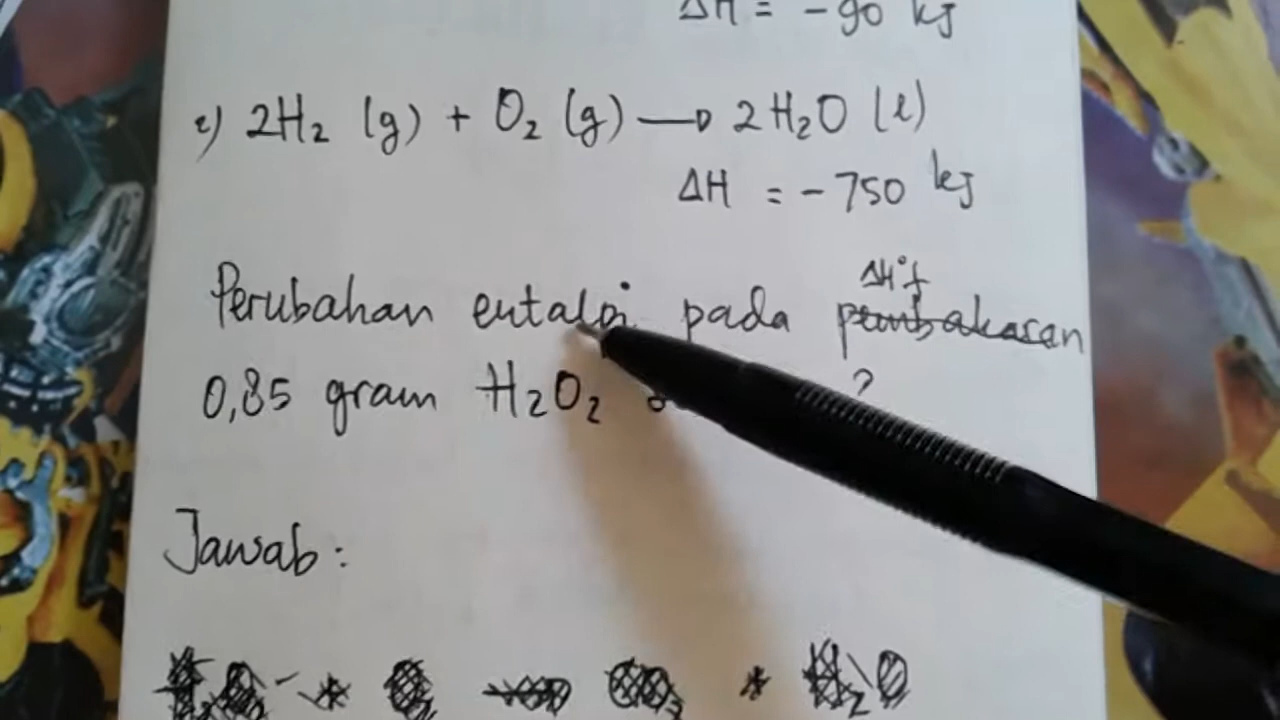 ΔH = -90 kJ
2) 2H₂ (g) + O₂ (g) → 2H₂O (l)
ΔH = -750 kJ
ΔH°f
Perubahan entalpi pada pembakaran
0,85 gram H₂O₂ ?
Jawab: